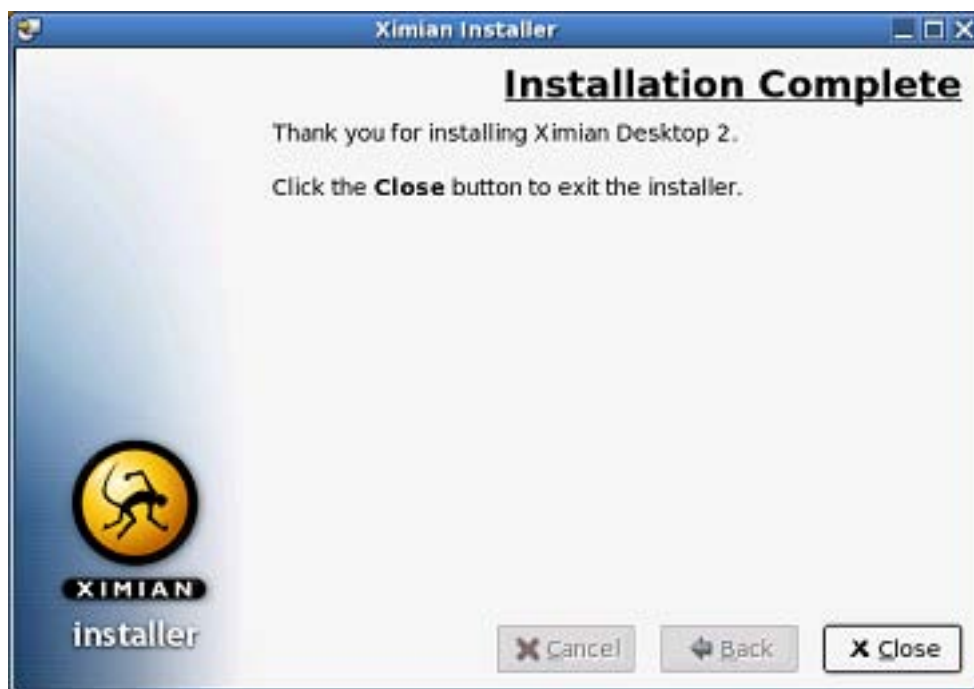 Ximian Installer
Installation Complete
Thank you for installing Ximian Desktop 2.
Click the Close button to exit the installer.
XIMIAN
installer
Cancel
Back
Close